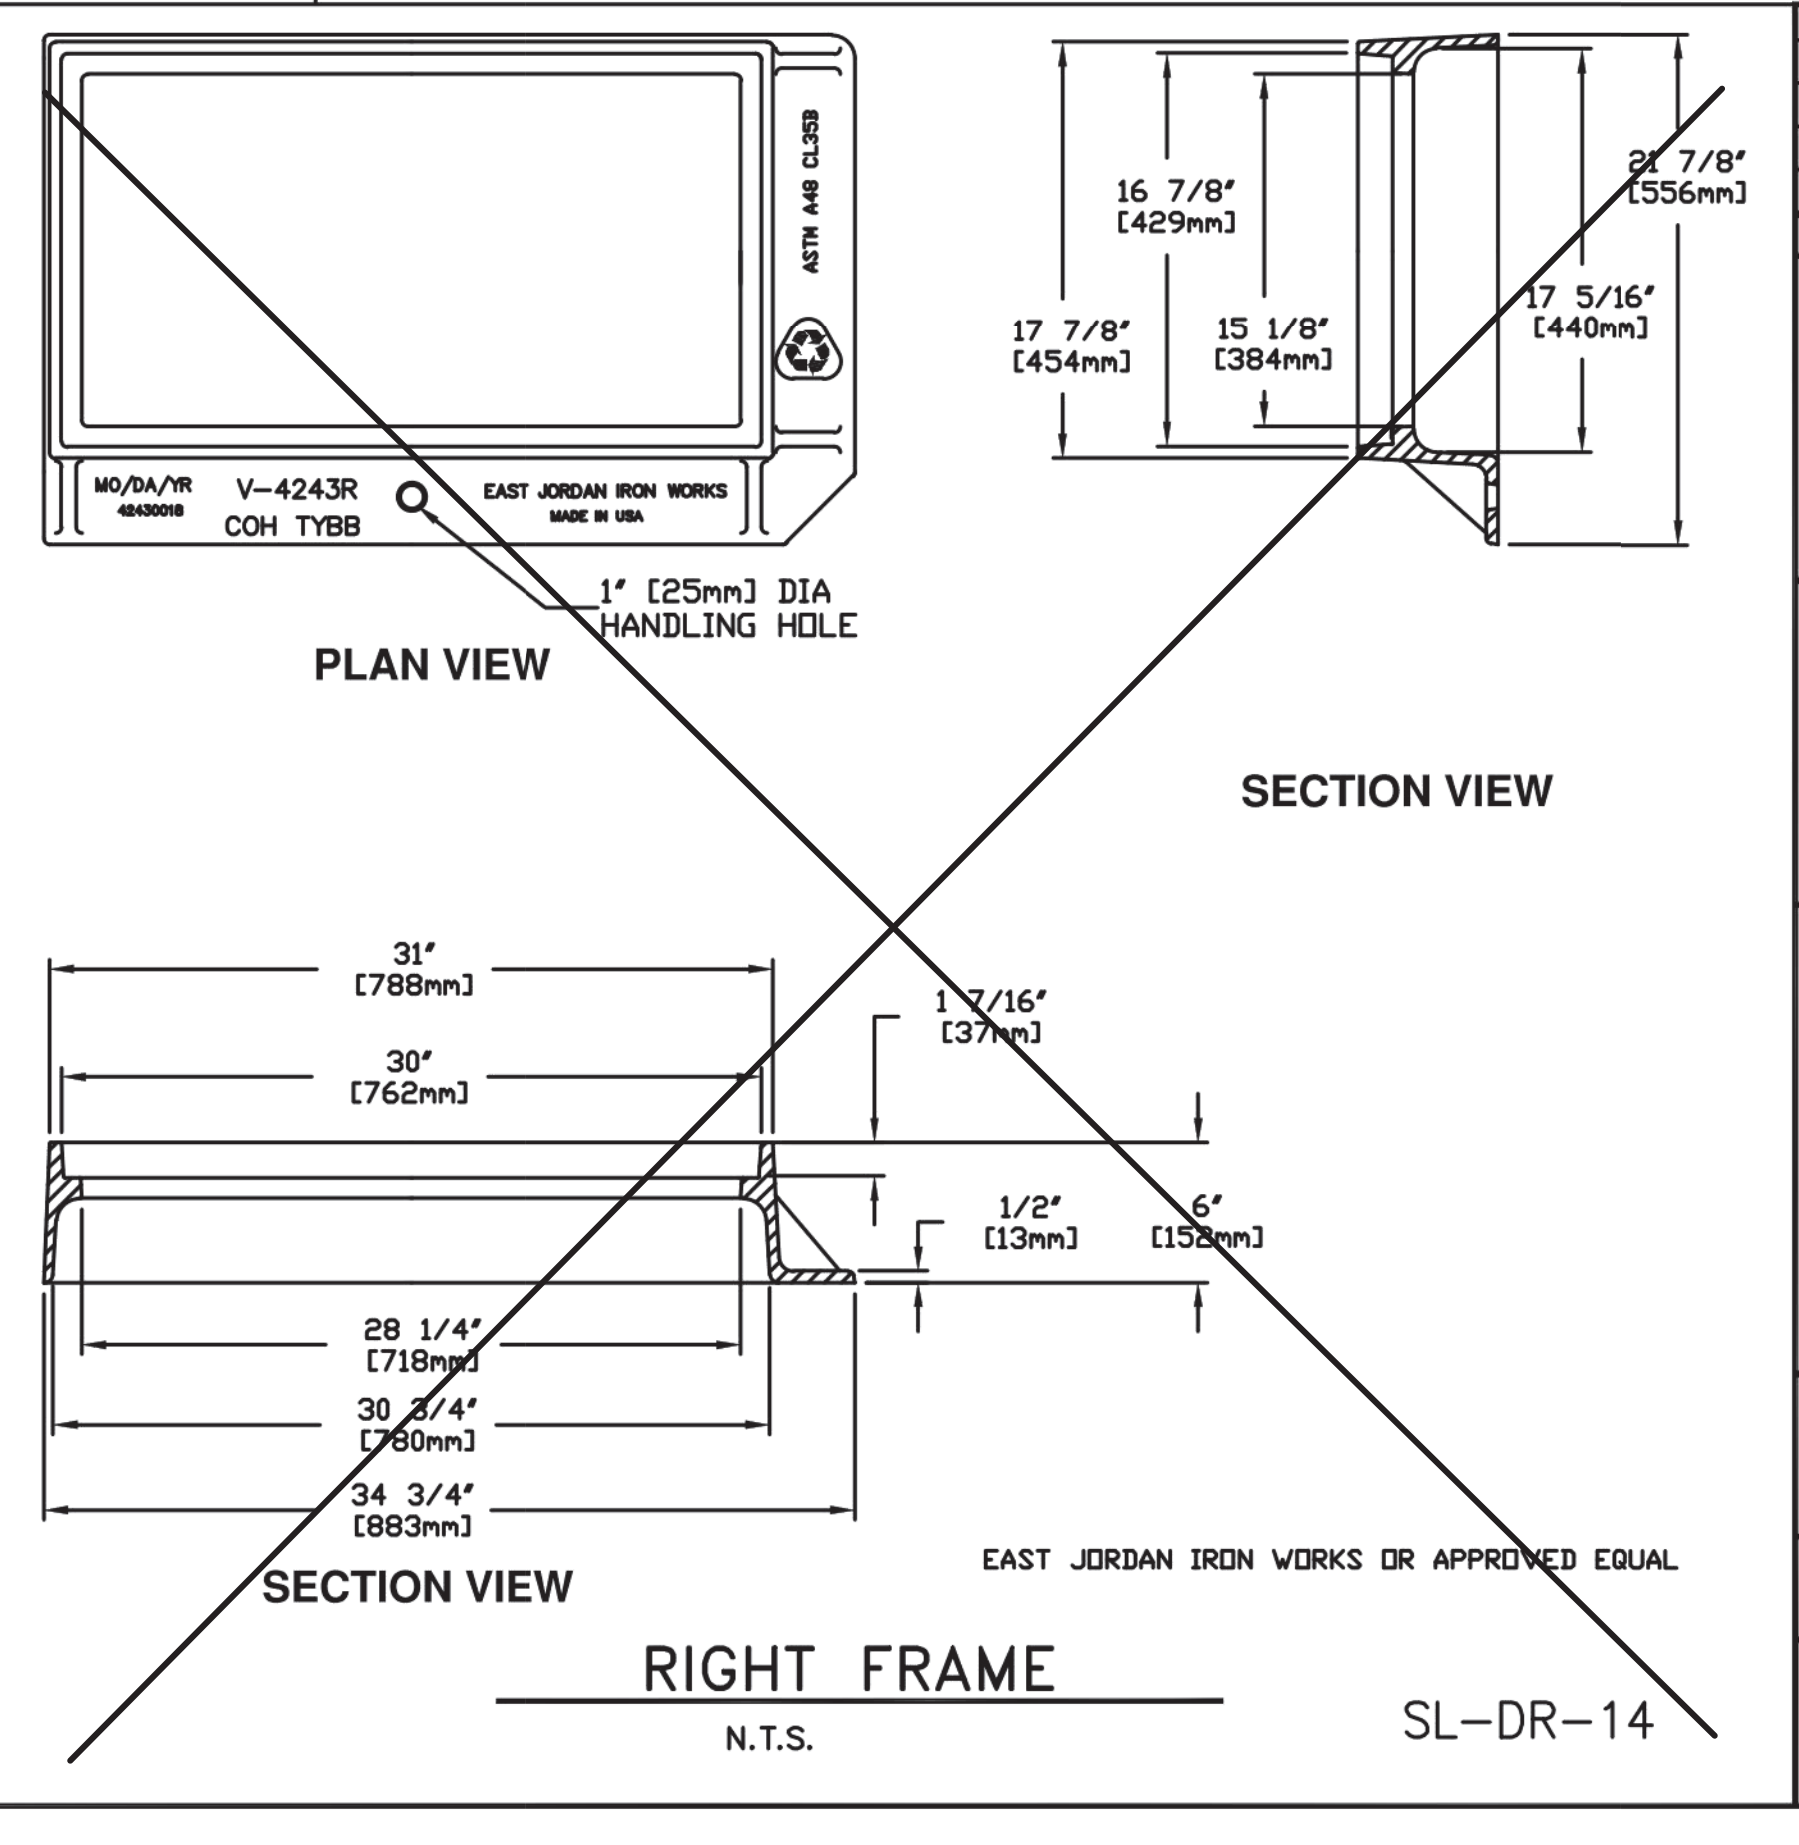 ASTM A48 CL35B
MO/DA/YR
42430018
V-4243R
COH TYBB
EAST JORDAN IRON WORKS
MADE IN USA
1" [25mm] DIA
HANDLING HOLE
PLAN VIEW
17 7/8"
[454mm]
16 7/8"
[429mm]
15 1/8"
[384mm]
21 7/8"
[556mm]
17 5/16"
[440mm]
SECTION VIEW
31"
[788mm]
30"
[762mm]
1 7/16"
[37mm]
1/2"
[13mm]
6"
[152mm]
28 1/4"
[718mm]
30 3/4"
[780mm]
34 3/4"
[883mm]
SECTION VIEW
EAST JORDAN IRON WORKS OR APPROVED EQUAL
RIGHT FRAME
N.T.S.
SL-DR-14